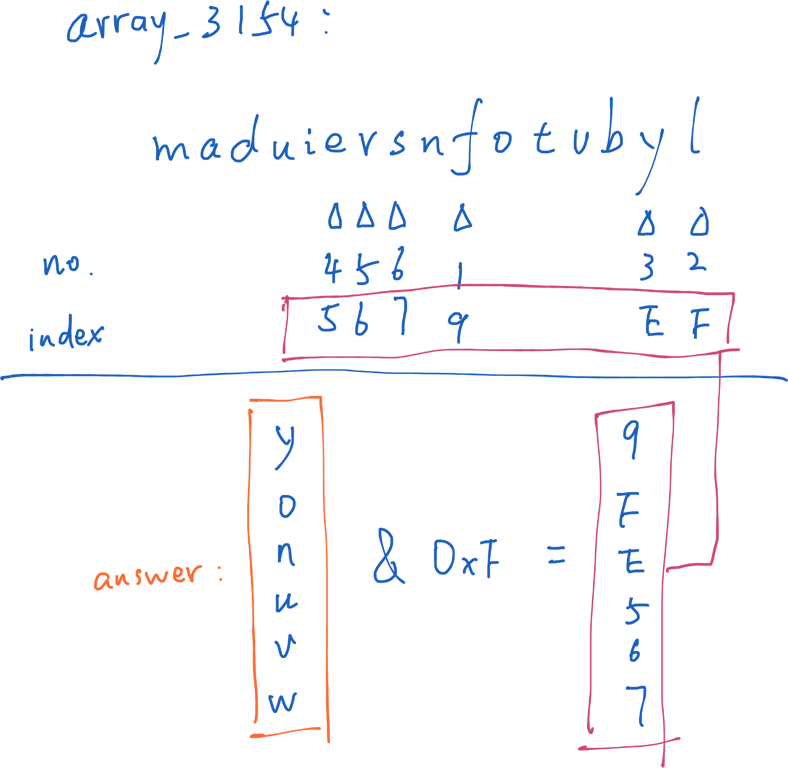 array_3154:
maduiersnfotvbyl
no. 4 5 6 1 3 2
index 5 6 7 9 E F
y 9
o F
n E
answer: & 0xF =
u 5
v 6
w 7